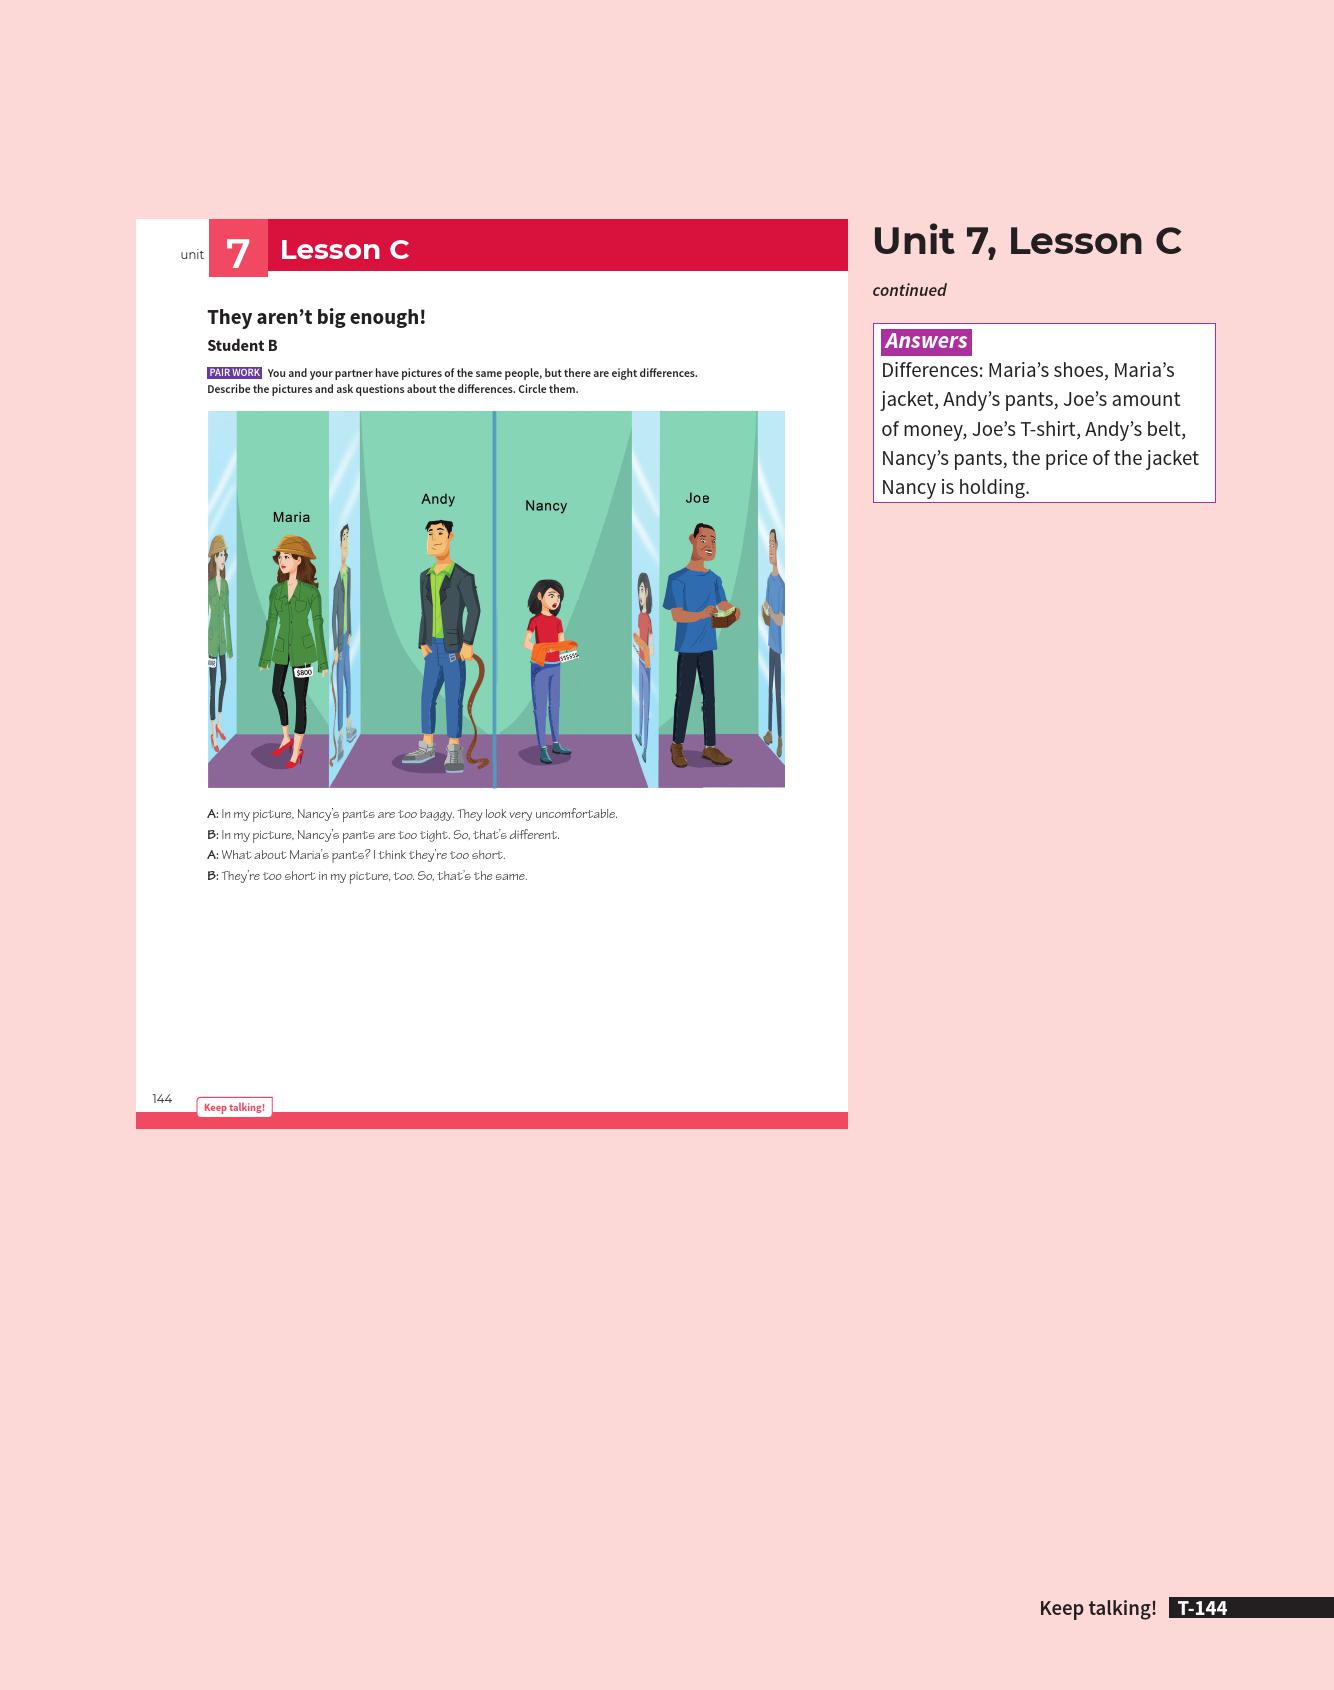 unit 7 Lesson C
They aren’t big enough!
Student B
PAIR WORK You and your partner have pictures of the same people, but there are eight differences.
Describe the pictures and ask questions about the differences. Circle them.
Maria
Andy
Nancy
Joe
$800
$$$$$$
A: In my picture, Nancy’s pants are too baggy. They look very uncomfortable.
B: In my picture, Nancy’s pants are too tight. So, that’s different.
A: What about Maria’s pants? I think they’re too short.
B: They’re too short in my picture, too. So, that’s the same.
144
Keep talking!
Unit 7, Lesson C
continued
Answers
Differences: Maria’s shoes, Maria’s
jacket, Andy’s pants, Joe’s amount
of money, Joe’s T-shirt, Andy’s belt,
Nancy’s pants, the price of the jacket
Nancy is holding.
Keep talking! T-144